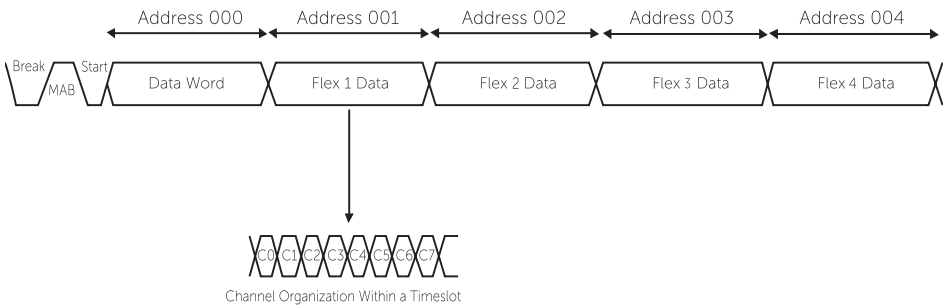 Address 000 Address 001 Address 002 Address 003 Address 004
Break MAB Start Data Word Flex 1 Data Flex 2 Data Flex 3 Data Flex 4 Data
C0 C1 C2 C3 C4 C5 C6 C7
Channel Organization Within a Timeslot